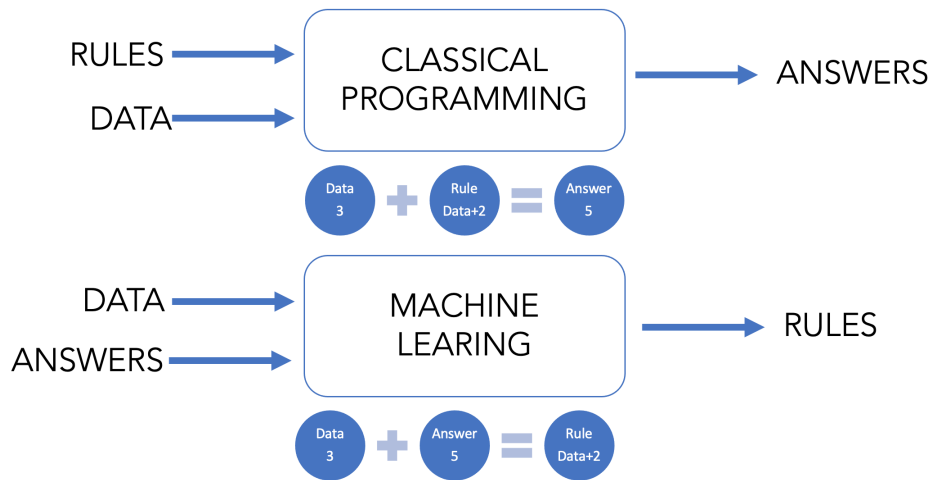 RULES
DATA
CLASSICAL
PROGRAMMING
ANSWERS
Data
3
Rule
Data+2
Answer
5
DATA
ANSWERS
MACHINE
LEARING
RULES
Data
3
Answer
5
Rule
Data+2